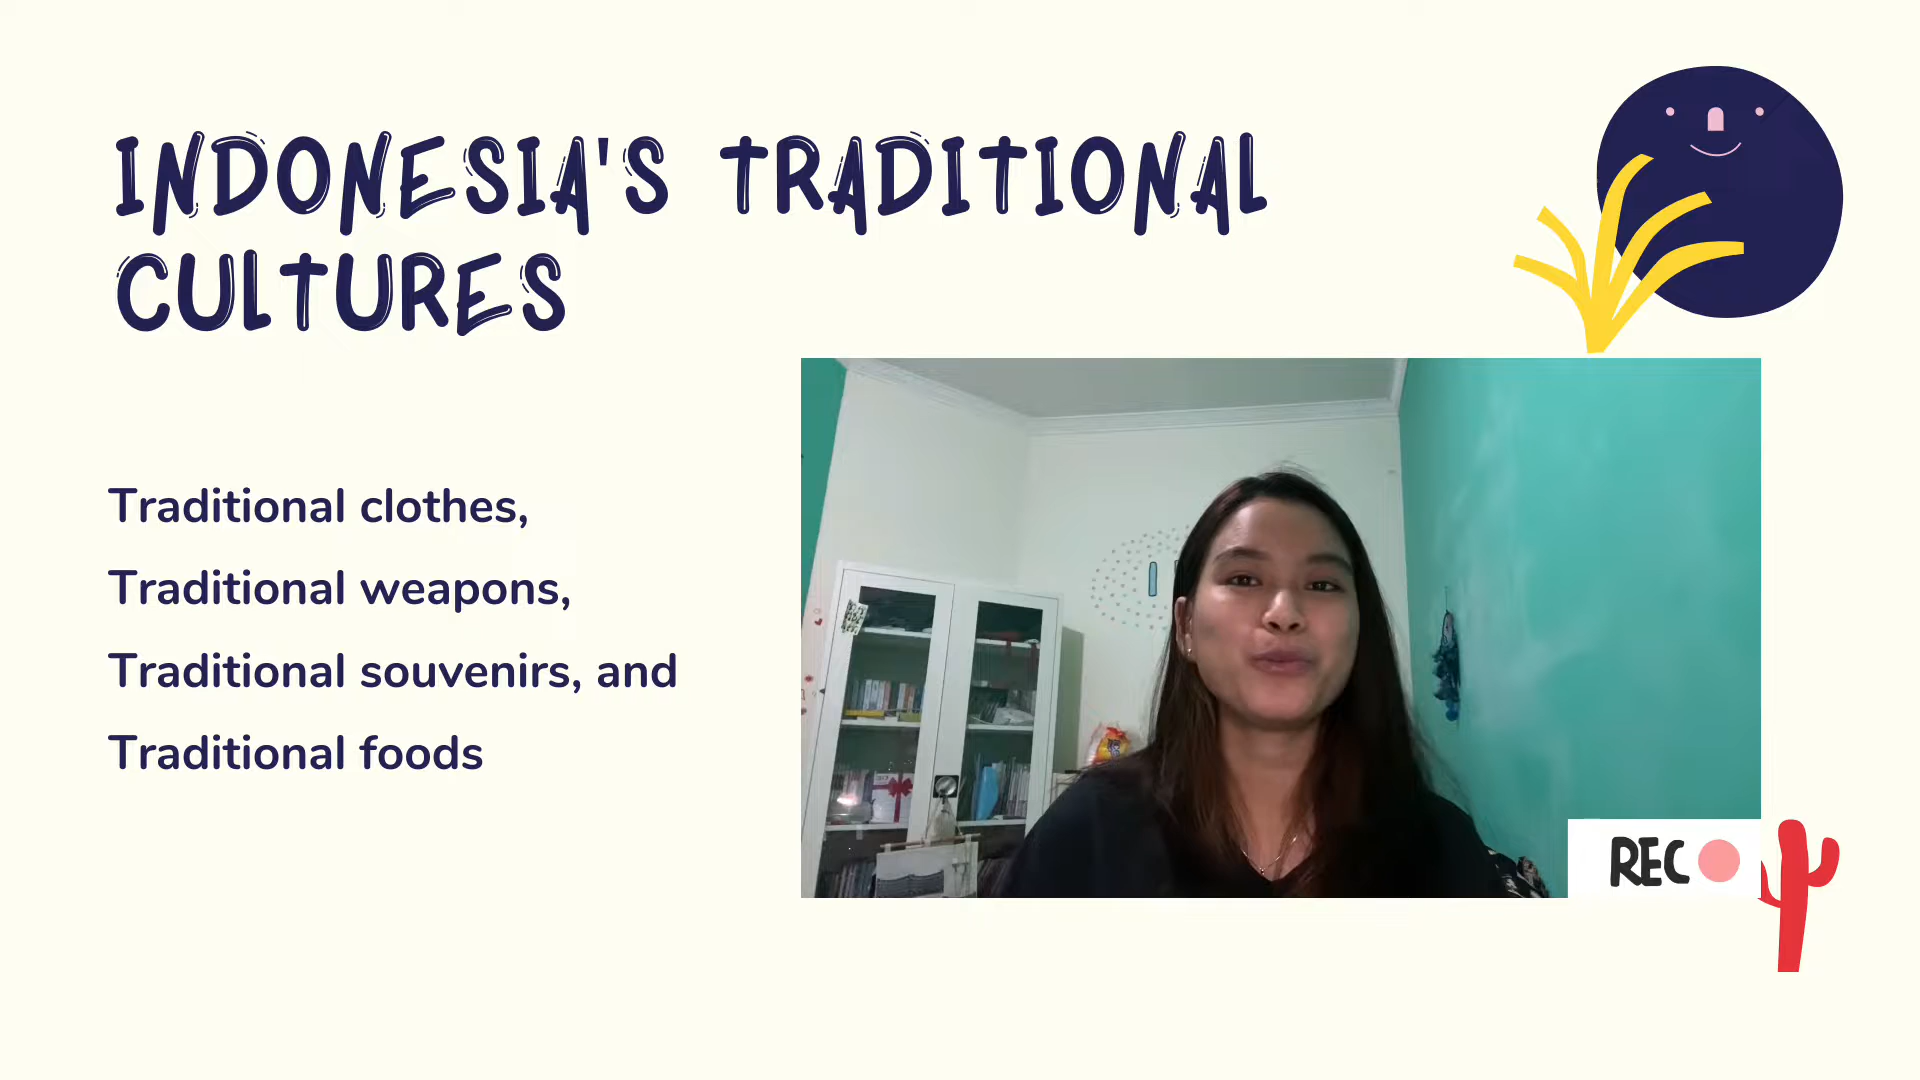 INDONESIA'S TRADITIONAL
CULTURES
Traditional clothes,
Traditional weapons,
Traditional souvenirs, and
Traditional foods
REC